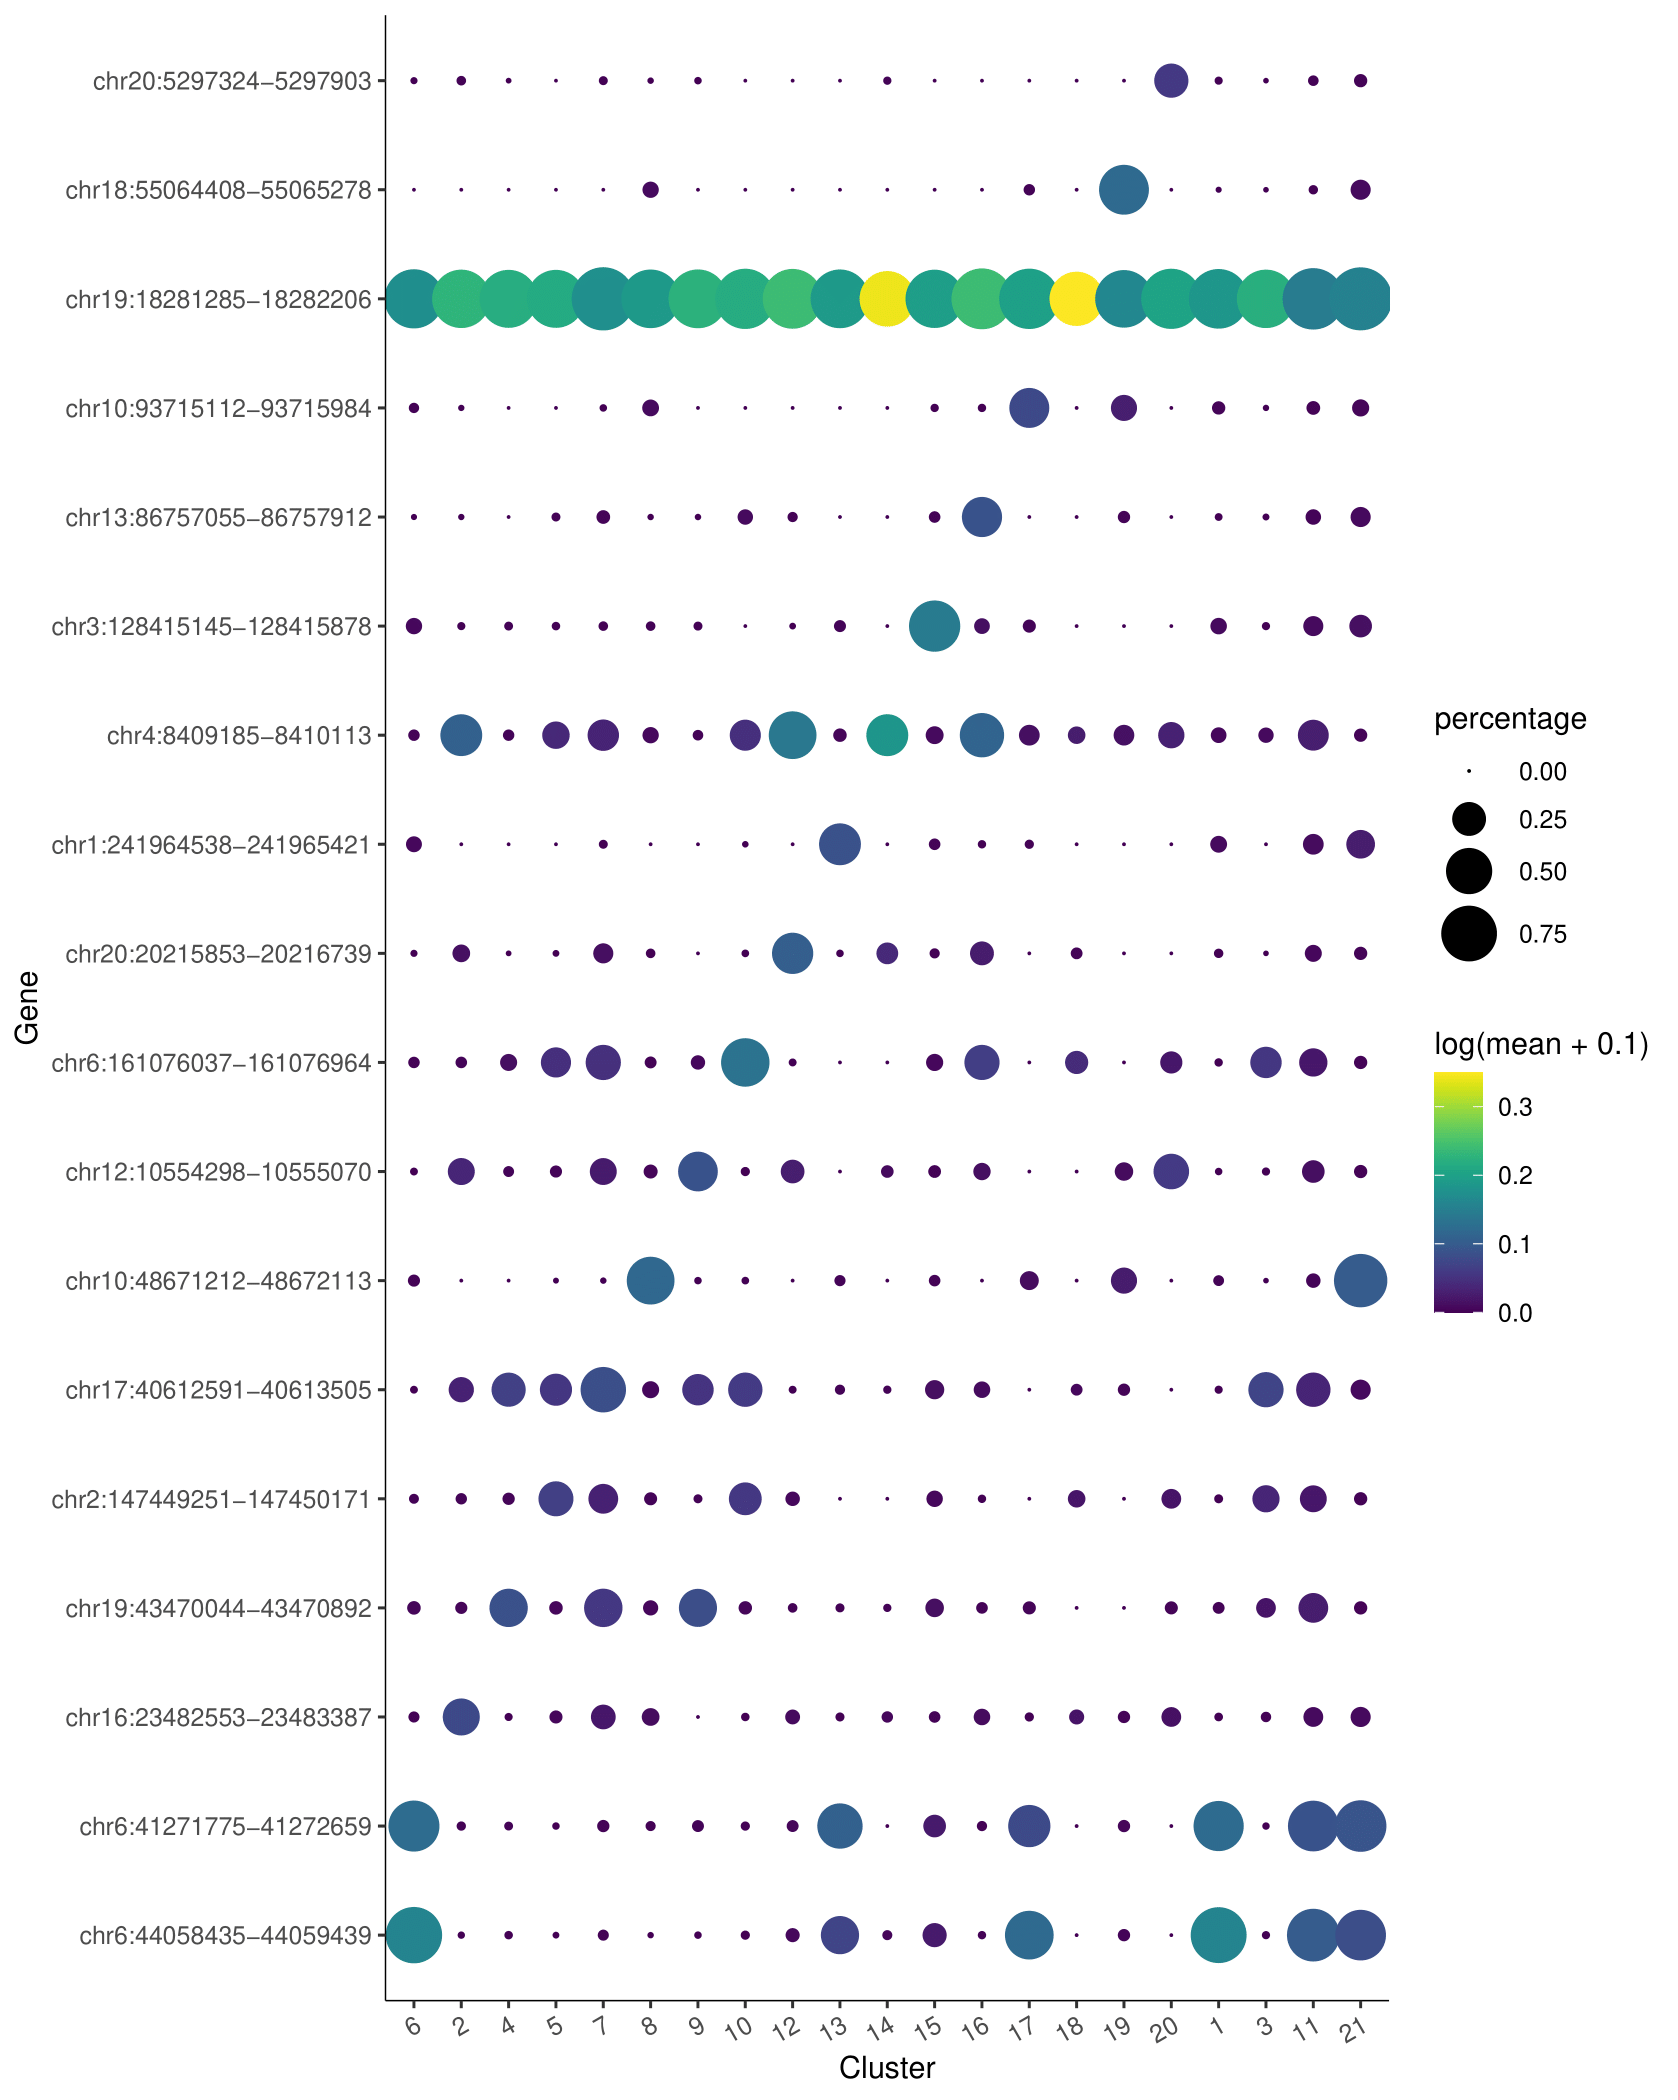 chr20:5297324−5297903
chr18:55064408−55065278
chr19:18281285−18282206
chr10:93715112−93715984
chr13:86757055−86757912
chr3:128415145−128415878
chr4:8409185−8410113
chr1:241964538−241965421
chr20:20215853−20216739
chr6:161076037−161076964
chr12:10554298−10555070
chr10:48671212−48672113
chr17:40612591−40613505
chr2:147449251−147450171
chr19:43470044−43470892
chr16:23482553−23483387
chr6:41271775−41272659
chr6:44058435−44059439
Gene
6 2 4 5 7 8 9 10 12 13 14 15 16 17 18 19 20 1 3 11 21
Cluster
percentage
0.00
0.25
0.50
0.75
log(mean + 0.1)
0.3
0.2
0.1
0.0